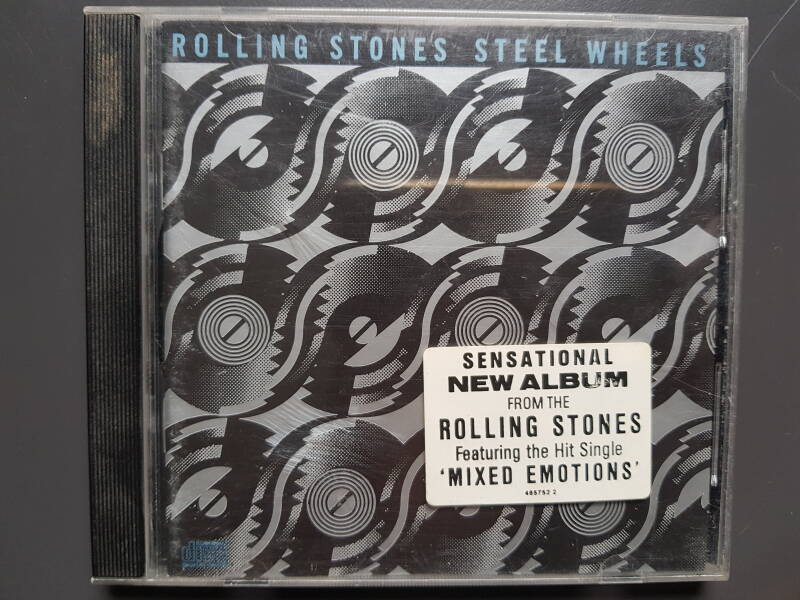 ROLLING STONES STEEL WHEELS
SENSATIONAL
NEW ALBUM
FROM THE
ROLLING STONES
Featuring the Hit Single
'MIXED EMOTIONS'
465752 2